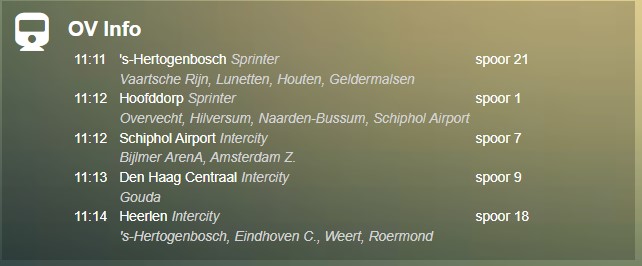 OV Info
11:11 's-Hertogenbosch Sprinter spoor 21
Vaartsche Rijn, Lunetten, Houten, Geldermalsen
11:12 Hoofddorp Sprinter spoor 1
Overvecht, Hilversum, Naarden-Bussum, Schiphol Airport
11:12 Schiphol Airport Intercity spoor 7
Bijlmer ArenA, Amsterdam Z.
11:13 Den Haag Centraal Intercity spoor 9
Gouda
11:14 Heerlen Intercity spoor 18
's-Hertogenbosch, Eindhoven C., Weert, Roermond